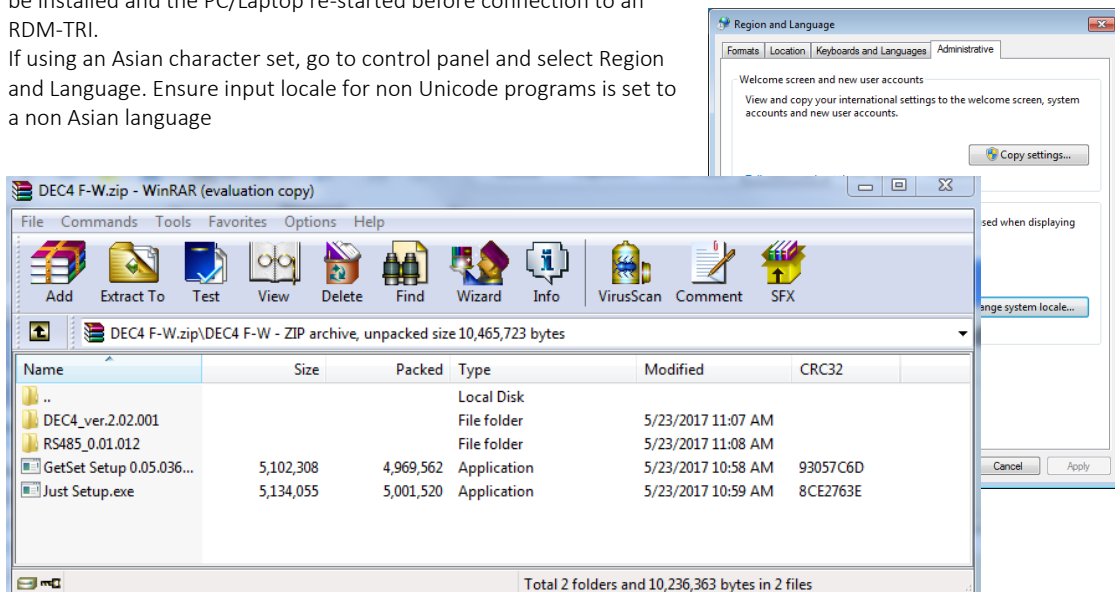 be installed and the PC/Laptop re-started before connection to an
RDM-TRI.
If using an Asian character set, go to control panel and select Region
and Language. Ensure input locale for non Unicode programs is set to
a non Asian language
Region and Language
Formats Location Keyboards and Languages Administrative
Welcome screen and new user accounts
View and copy your international settings to the welcome screen, system
accounts and new user accounts.
Copy settings...
sed when displaying
ange system locale...
Cancel Apply
DEC4 F-W.zip - WinRAR (evaluation copy)
File Commands Tools Favorites Options Help
Add Extract To Test View Delete Find Wizard Info VirusScan Comment SFX
DEC4 F-W.zip\DEC4 F-W - ZIP archive, unpacked size 10,465,723 bytes
Name Size Packed Type Modified CRC32
.. Local Disk
DEC4_ver.2.02.001 File folder 5/23/2017 11:07 AM
RS485_0.01.012 File folder 5/23/2017 11:08 AM
GetSet Setup 0.05.036... 5,102,308 4,969,562 Application 5/23/2017 10:58 AM 93057C6D
Just Setup.exe 5,134,055 5,001,520 Application 5/23/2017 10:59 AM 8CE2763E
Total 2 folders and 10,236,363 bytes in 2 files